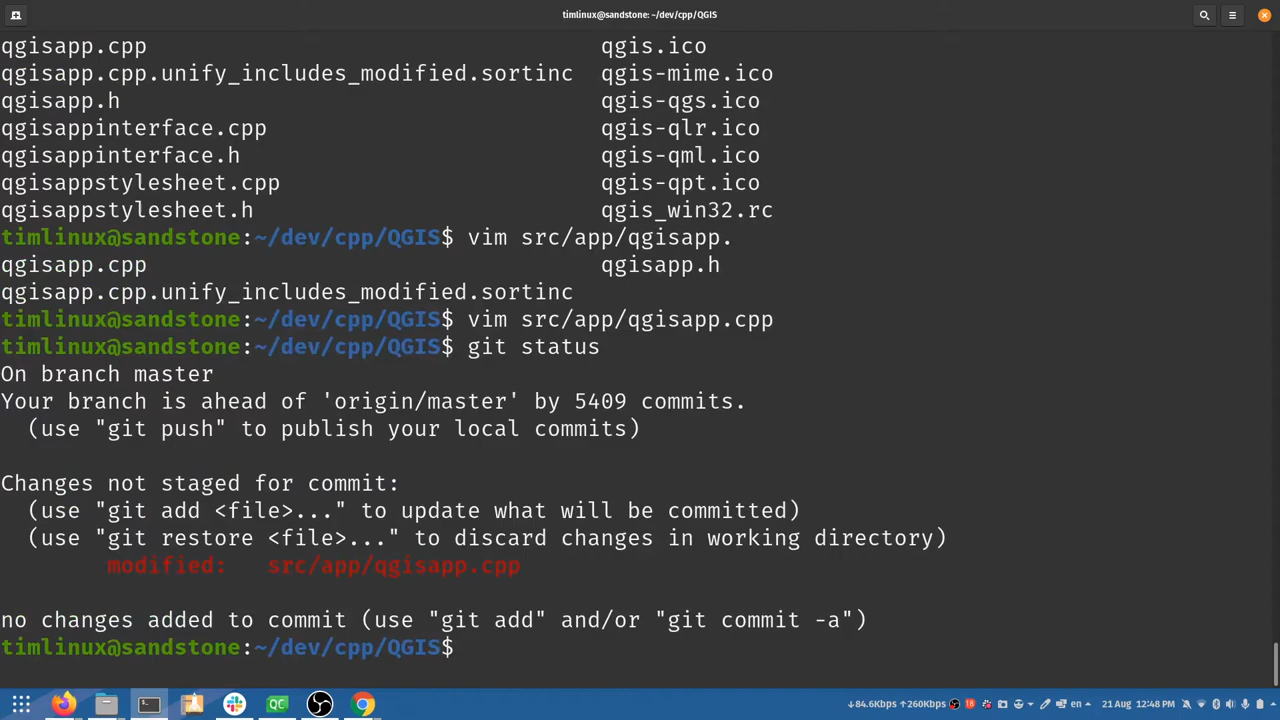 timlinux@sandstone: ~/dev/cpp/QGIS
qgisapp.cpp qgis.ico
qgisapp.cpp.unify_includes_modified.sortinc qgis-mime.ico
qgisapp.h qgis-qgs.ico
qgisappinterface.cpp qgis-qlr.ico
qgisappinterface.h qgis-qml.ico
qgisappstylesheet.cpp qgis-qpt.ico
qgisappstylesheet.h qgis_win32.rc
timlinux@sandstone:~/dev/cpp/QGIS$ vim src/app/qgisapp.
qgisapp.cpp qgisapp.h
qgisapp.cpp.unify_includes_modified.sortinc
timlinux@sandstone:~/dev/cpp/QGIS$ vim src/app/qgisapp.cpp
timlinux@sandstone:~/dev/cpp/QGIS$ git status
On branch master
Your branch is ahead of 'origin/master' by 5409 commits.
(use "git push" to publish your local commits)
Changes not staged for commit:
(use "git add <file>..." to update what will be committed)
(use "git restore <file>..." to discard changes in working directory)
modified: src/app/qgisapp.cpp
no changes added to commit (use "git add" and/or "git commit -a")
timlinux@sandstone:~/dev/cpp/QGIS$
QC ↓84.6Kbps ↑260Kbps 18 en 21 Aug 12:48 PM